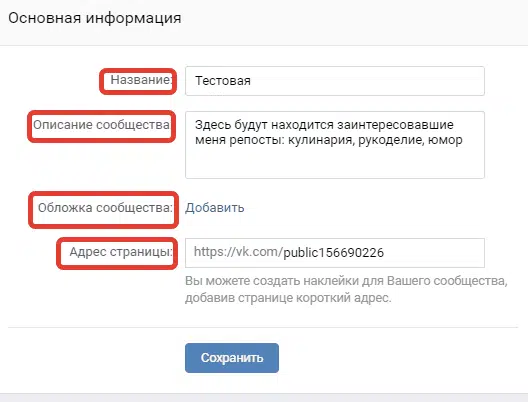 Основная информация
Название: Тестовая
Описание сообщества: Здесь будут находится заинтересовавшие
меня репосты: кулинария, рукоделие, юмор
Обложка сообщества: Добавить
Адрес страницы: https://vk.com/public156690226
Вы можете создать наклейки для Вашего сообщества,
добавив странице короткий адрес.
Сохранить